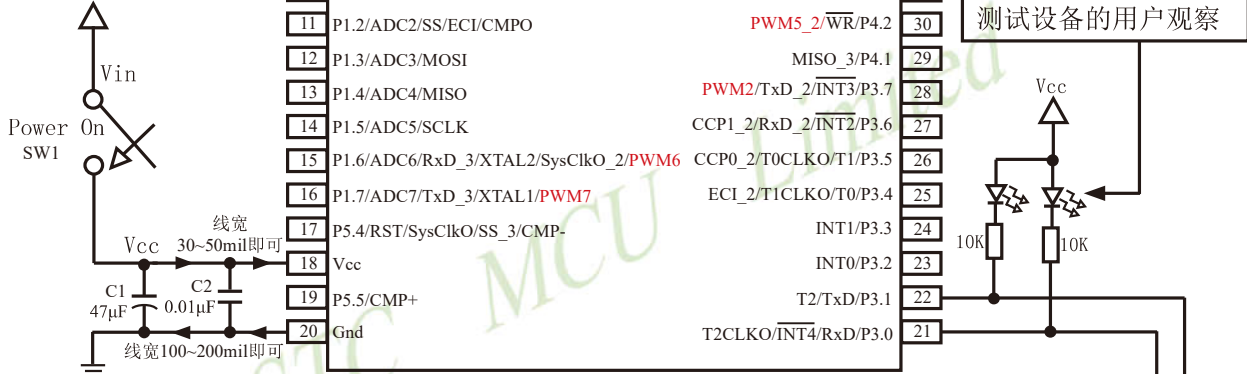 测试设备的用户观察
Vin
Power On
SW1
Vcc
线宽
30~50mil即可
C1
47μF
C2
0.01μF
线宽100~200mil即可
11 P1.2/ADC2/SS/ECI/CMPO
12 P1.3/ADC3/MOSI
13 P1.4/ADC4/MISO
14 P1.5/ADC5/SCLK
15 P1.6/ADC6/RxD_3/XTAL2/SysClkO_2/PWM6
16 P1.7/ADC7/TxD_3/XTAL1/PWM7
17 P5.4/RST/SysClkO/SS_3/CMP-
18 Vcc
19 P5.5/CMP+
20 Gnd
PWM5_2/WR/P4.2 30
MISO_3/P4.1 29
PWM2/TxD_2/INT3/P3.7 28
CCP1_2/RxD_2/INT2/P3.6 27
CCP0_2/T0CLKO/T1/P3.5 26
ECI_2/T1CLKO/T0/P3.4 25
INT1/P3.3 24
INT0/P3.2 23
T2/TxD/P3.1 22
T2CLKO/INT4/RxD/P3.0 21
Vcc
10K
10K
STC MCU Limited